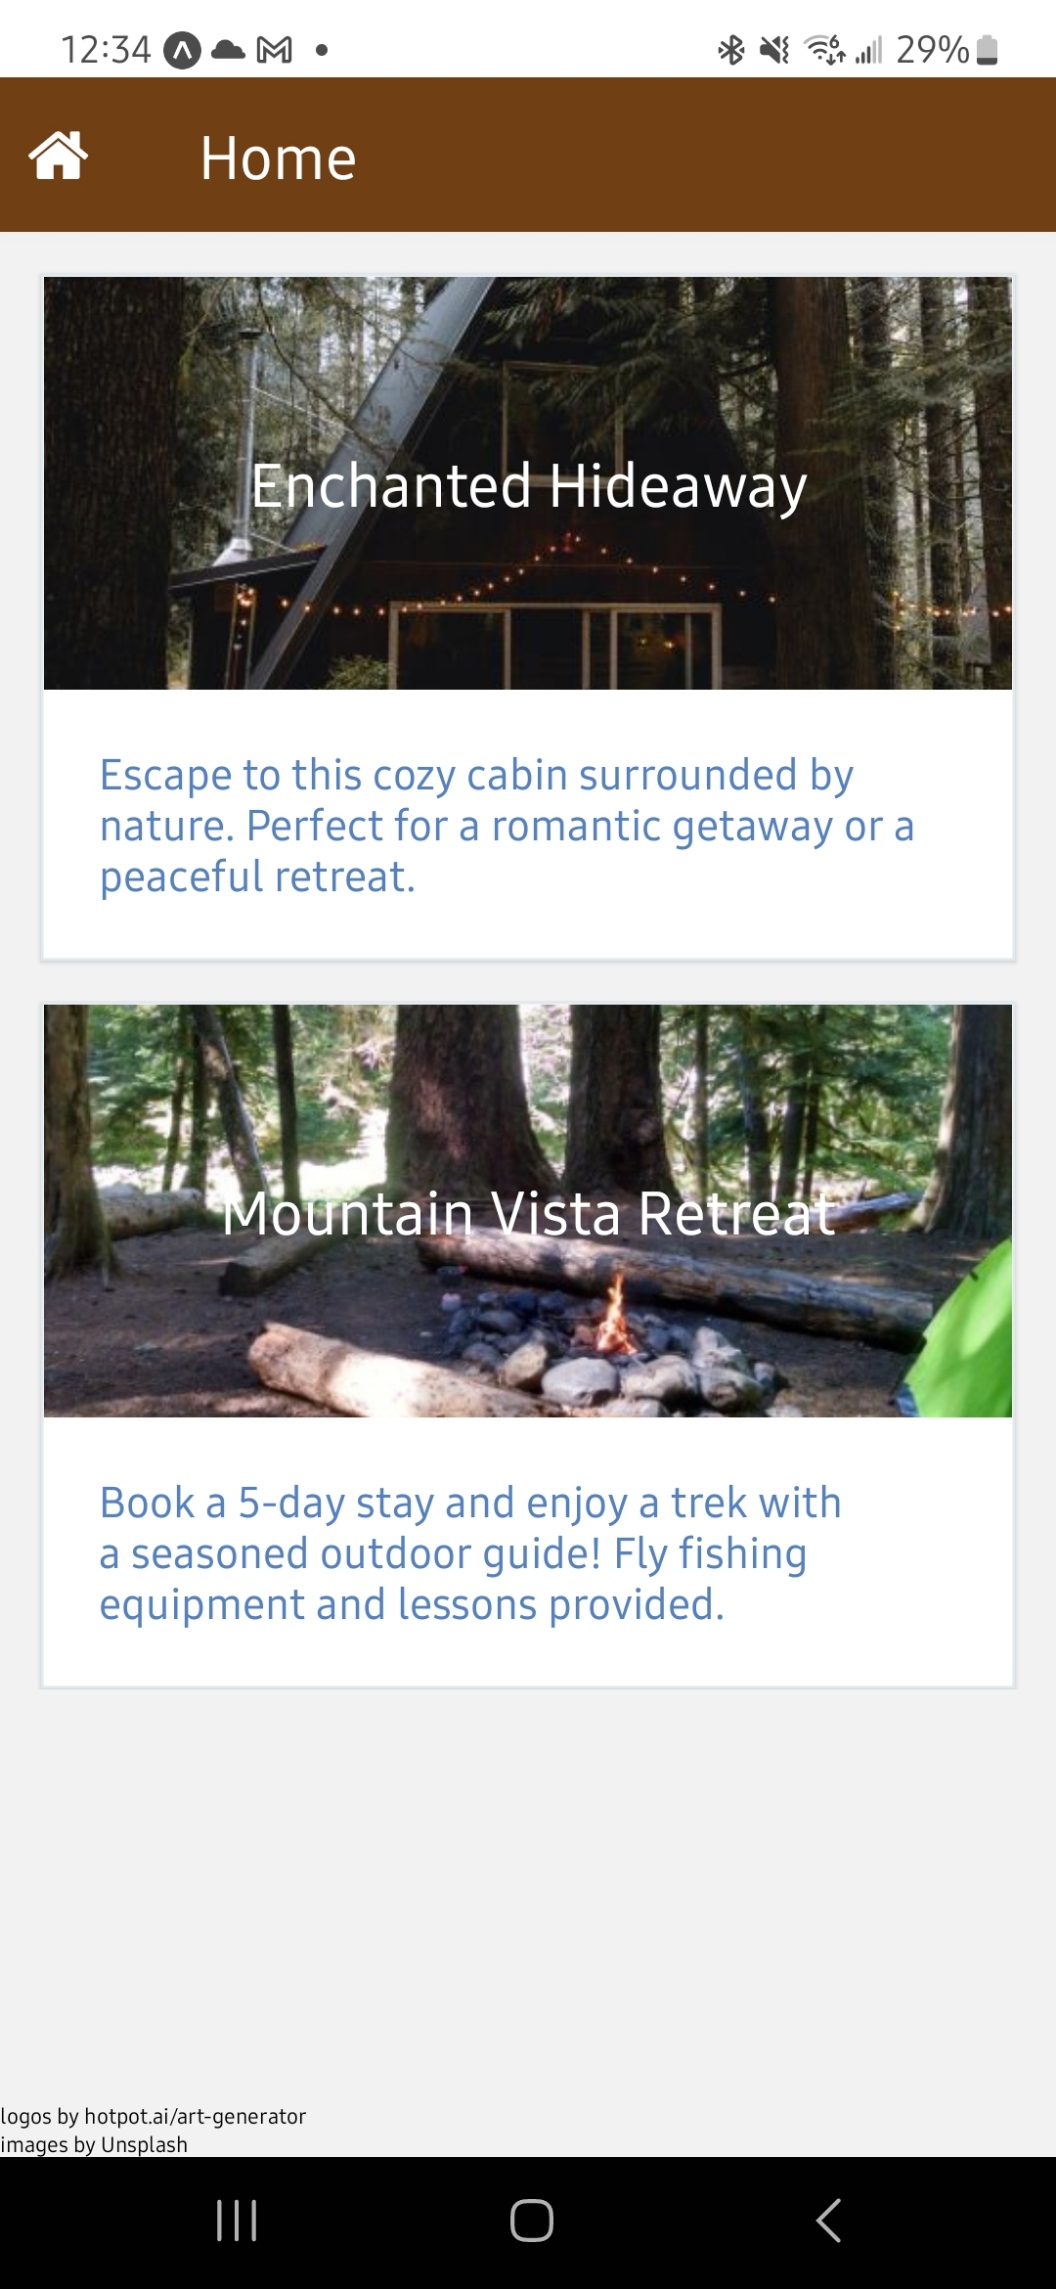 12:34
29%
Home
Enchanted Hideaway
Escape to this cozy cabin surrounded by
nature. Perfect for a romantic getaway or a
peaceful retreat.
Mountain Vista Retreat
Book a 5-day stay and enjoy a trek with
a seasoned outdoor guide! Fly fishing
equipment and lessons provided.
logos by hotpot.ai/art-generator
images by Unsplash